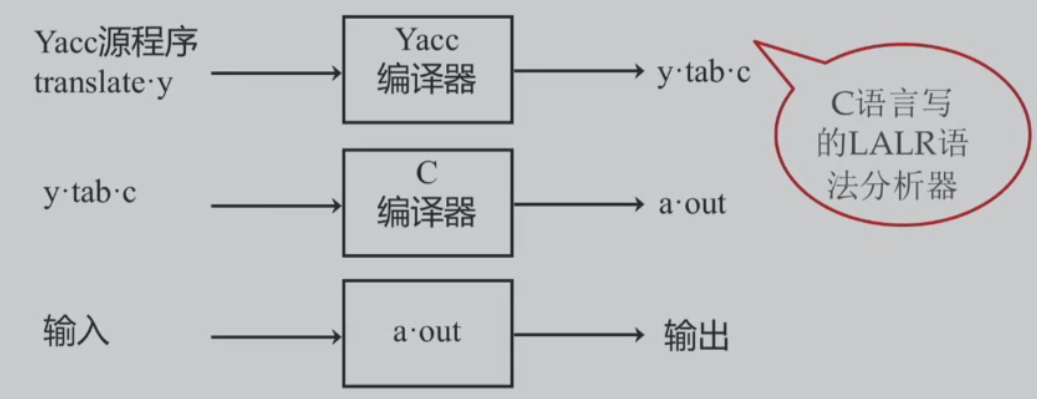 Yacc源程序
translate·y
Yacc
编译器
y·tab·c
C语言写
的LALR语
法分析器
y·tab·c
C
编译器
a·out
输入
a·out
输出